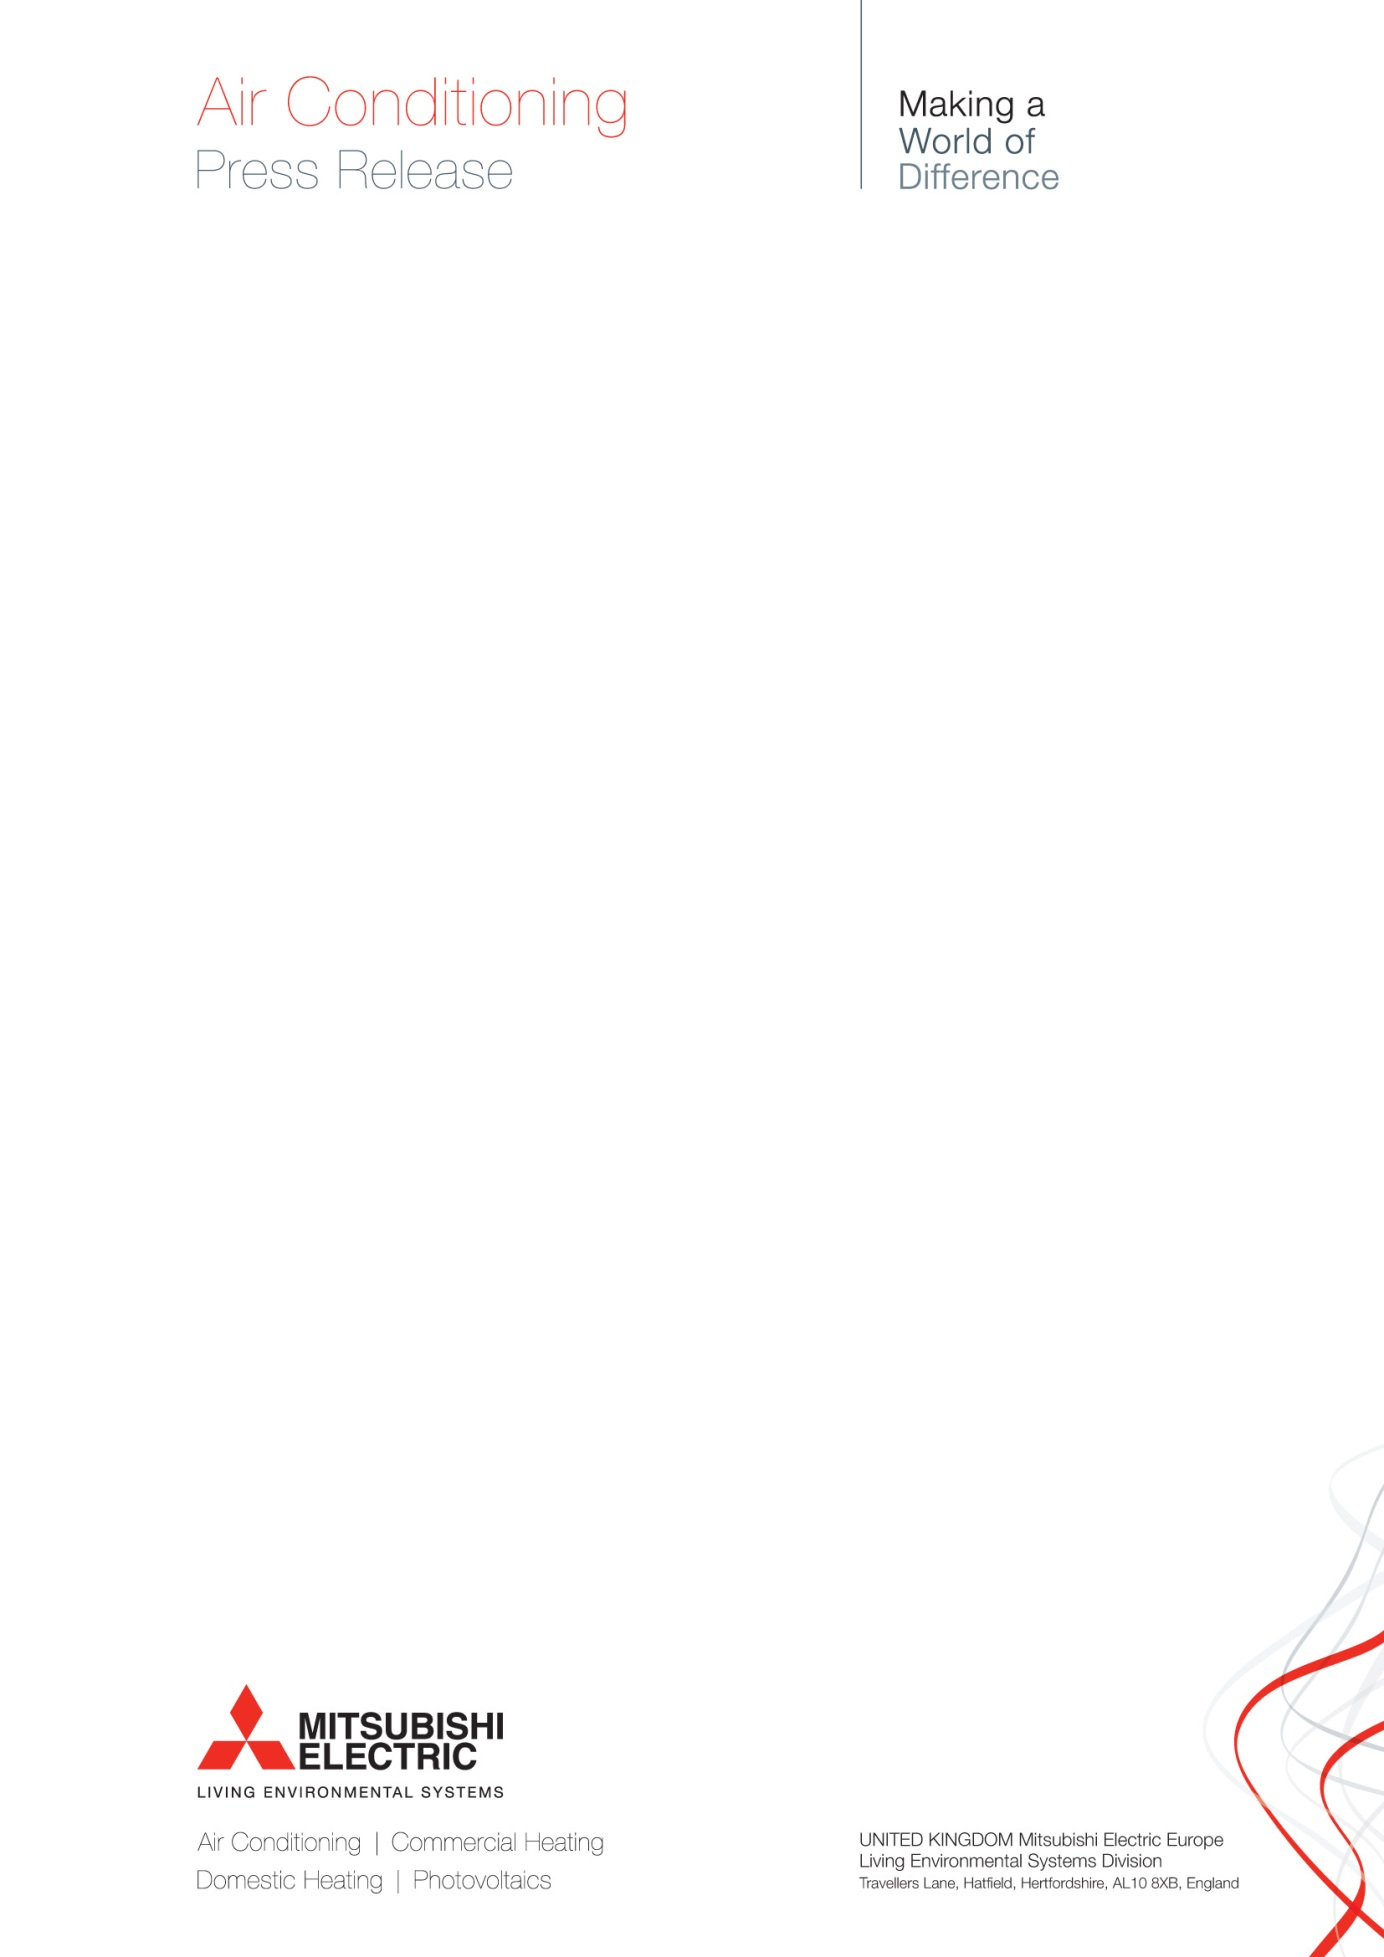 Air Conditioning
Press Release
Making a
World of
Difference
MITSUBISHI
ELECTRIC
LIVING ENVIRONMENTAL SYSTEMS
Air Conditioning | Commercial Heating
Domestic Heating | Photovoltaics
UNITED KINGDOM Mitsubishi Electric Europe
Living Environmental Systems Division
Travellers Lane, Hatfield, Hertfordshire, AL10 8XB, England